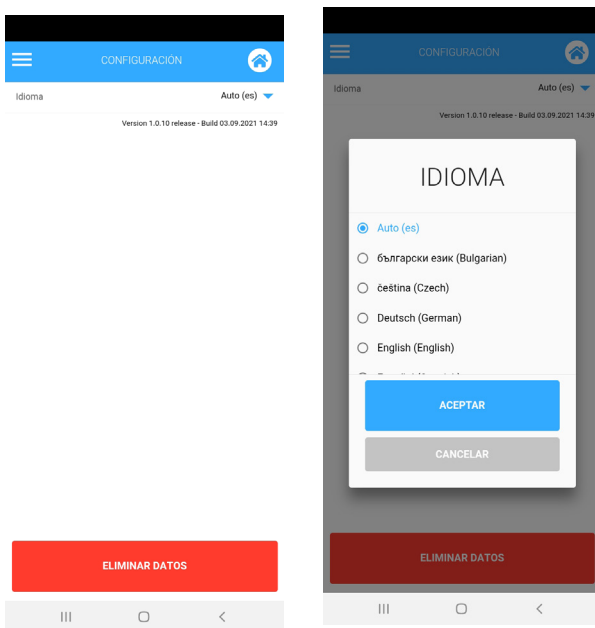 CONFIGURACIÓN
Idioma Auto (es)
Version 1.0.10 release - Build 03.09.2021 14:39
ELIMINAR DATOS
CONFIGURACIÓN
Idioma Auto (es)
Version 1.0.10 release - Build 03.09.2021 14:39
IDIOMA
Auto (es)
български език (Bulgarian)
čeština (Czech)
Deutsch (German)
English (English)
ACEPTAR
CANCELAR
ELIMINAR DATOS